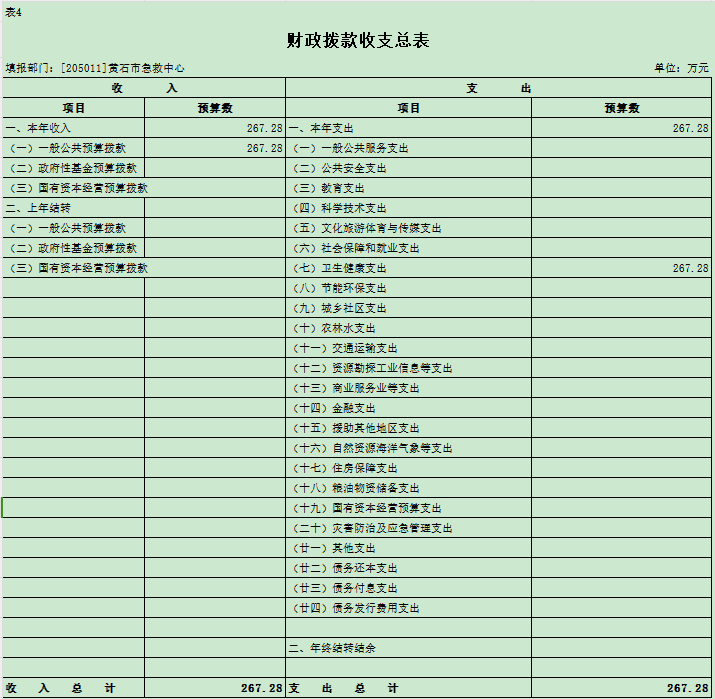 表4
财政拨款收支总表
填报部门：[205011]黄石市急救中心 单位：万元
收 入 支 出
项目 预算数 项目 预算数
一、本年收入 267.28 一、本年支出 267.28
（一）一般公共预算拨款 267.28 （一）一般公共服务支出
（二）政府性基金预算拨款 （二）公共安全支出
（三）国有资本经营预算拨款 （三）教育支出
二、上年结转 （四）科学技术支出
（一）一般公共预算拨款 （五）文化旅游体育与传媒支出
（二）政府性基金预算拨款 （六）社会保障和就业支出
（三）国有资本经营预算拨款 （七）卫生健康支出 267.28
（八）节能环保支出
（九）城乡社区支出
（十）农林水支出
（十一）交通运输支出
（十二）资源勘探工业信息等支出
（十三）商业服务业等支出
（十四）金融支出
（十五）援助其他地区支出
（十六）自然资源海洋气象等支出
（十七）住房保障支出
（十八）粮油物资储备支出
（十九）国有资本经营预算支出
（二十）灾害防治及应急管理支出
（廿一）其他支出
（廿二）债务还本支出
（廿三）债务付息支出
（廿四）债务发行费用支出
二、年终结转结余
收 入 总 计 267.28 支 出 总 计 267.28